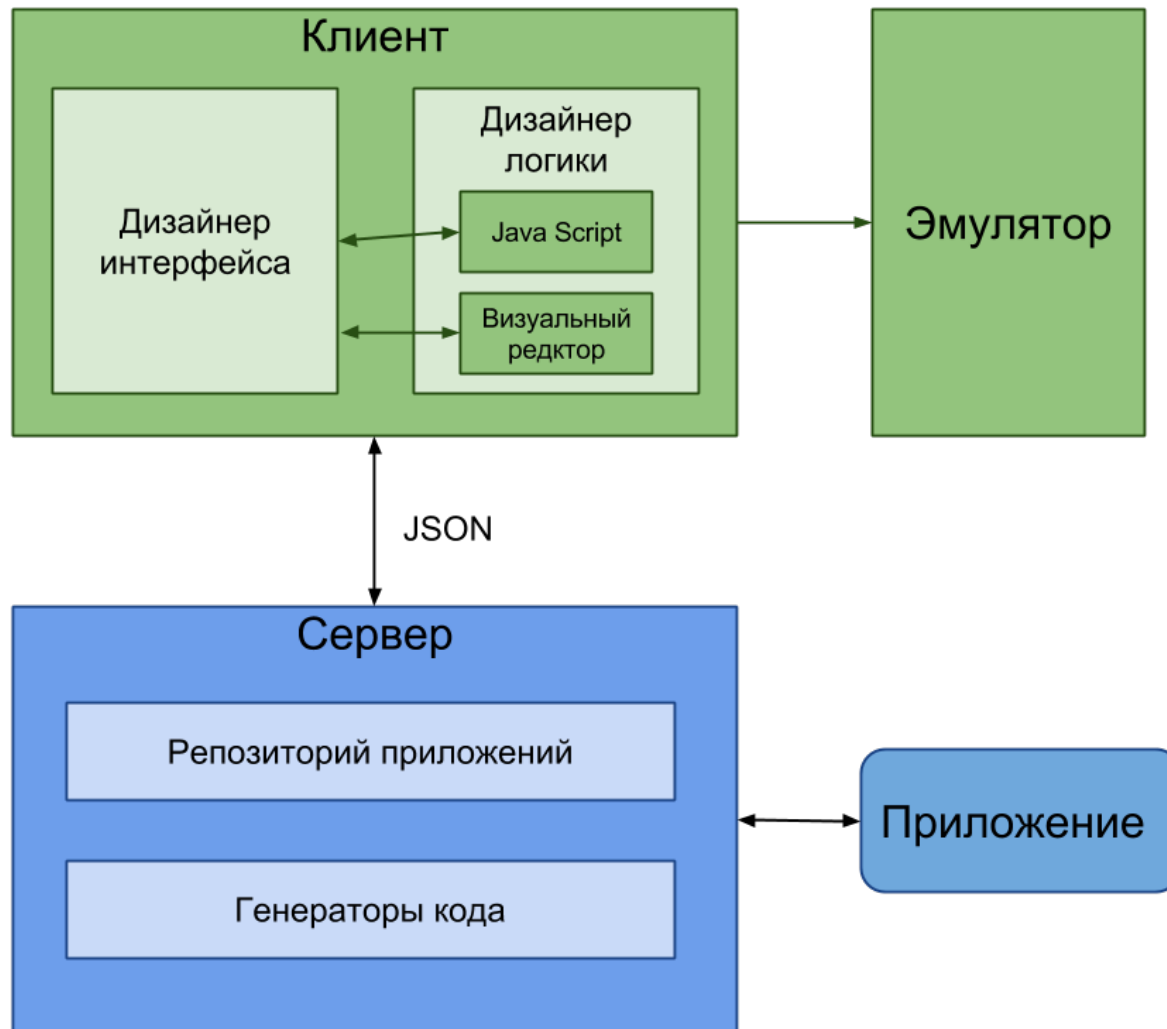 Клиент
Дизайнер
интерфейса
Дизайнер
логики
Java Script
Визуальный
редктор
Эмулятор
JSON
Сервер
Репозиторий приложений
Генераторы кода
Приложение